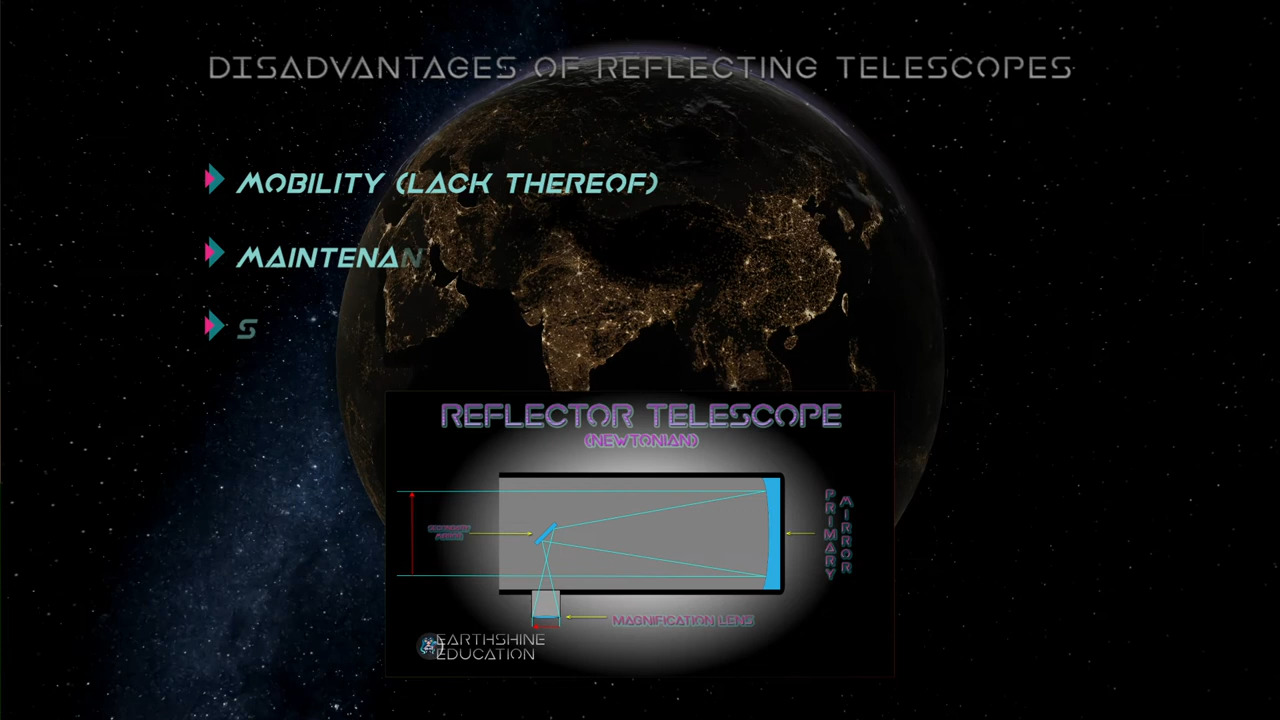 DISADVANTAGES OF REFLECTING TELESCOPES
MOBILITY (LACK THEREOF)
MAINTENAN
S
REFLECTOR TELESCOPE
(NEWTONIAN)
PRIMARY
MIRROR
MAGNIFICATION LENS
EARTHSHINE
EDUCATION